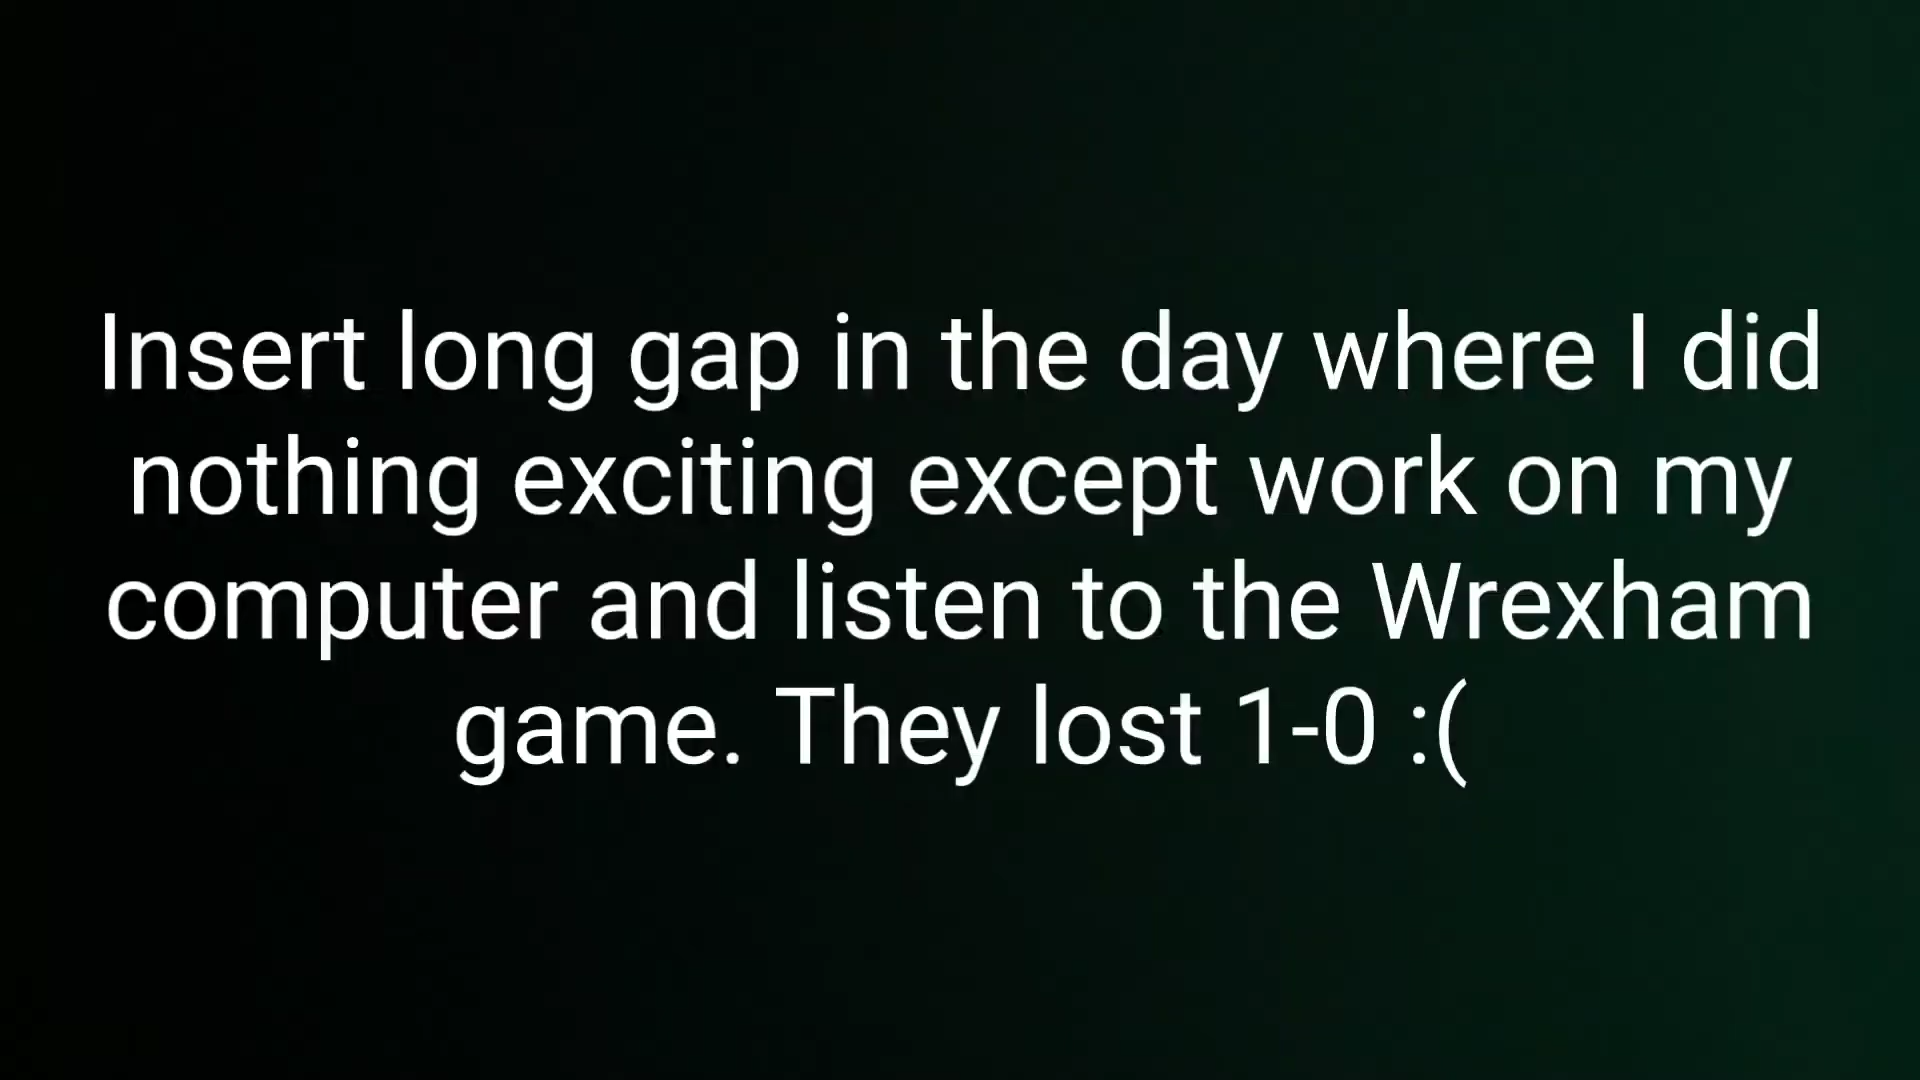 Insert long gap in the day where I did
nothing exciting except work on my
computer and listen to the Wrexham
game. They lost 1-0 :(